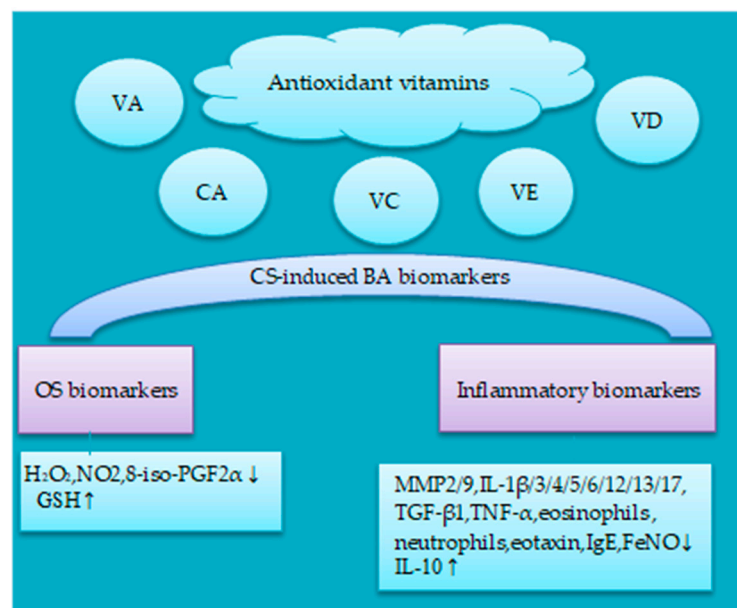 Antioxidant vitamins
VA
VD
CA
VC
VE
CS-induced BA biomarkers
OS biomarkers
Inflammatory biomarkers
H₂O₂,NO2,8-iso-PGF2α↓
GSH↑
MMP2/9,IL-1β/3/4/5/6/12/13/17,
TGF-β1,TNF-α,eosinophils,
neutrophils,eotaxin,IgE,FeNO↓
IL-10↑